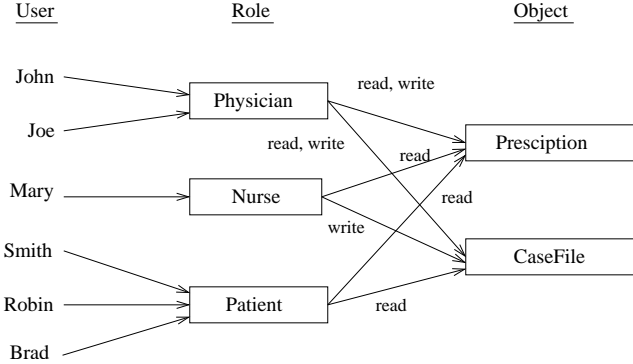 User Role Object
John
Physician
read, write
Joe
read, write
read
Presciption
Mary
Nurse
read
write
Smith
CaseFile
Robin
Patient
read
Brad